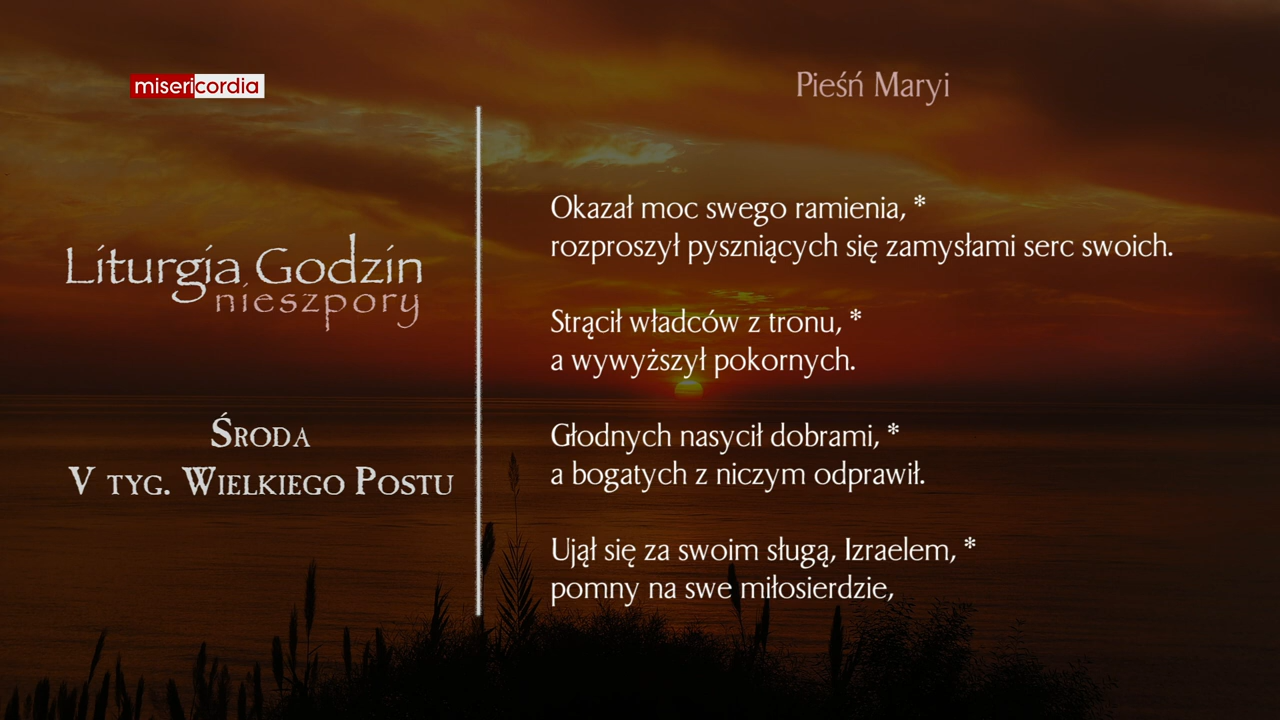 misericordia
Liturgia Godzin
nieszpory
Środa
V tyg. Wielkiego Postu
Pieśń Maryi
Okazał moc swego ramienia, *
rozproszył pyszniących się zamysłami serc swoich.
Strącił władców z tronu, *
a wywyższył pokornych.
Głodnych nasycił dobrami, *
a bogatych z niczym odprawił.
Ujął się za swoim sługą, Izraelem, *
pomny na swe miłosierdzie,